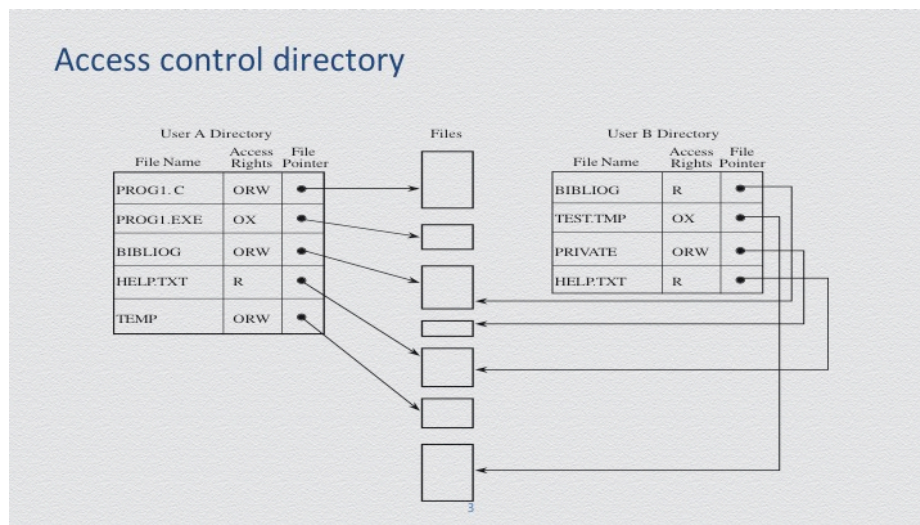 Access control directory
User A Directory
File Name Access Rights File Pointer
PROG1. C ORW
PROG1.EXE OX
BIBLIOG ORW
HELP.TXT R
TEMP ORW
Files
User B Directory
File Name Access Rights File Pointer
BIBLIOG R
TEST.TMP OX
PRIVATE ORW
HELP.TXT R
3